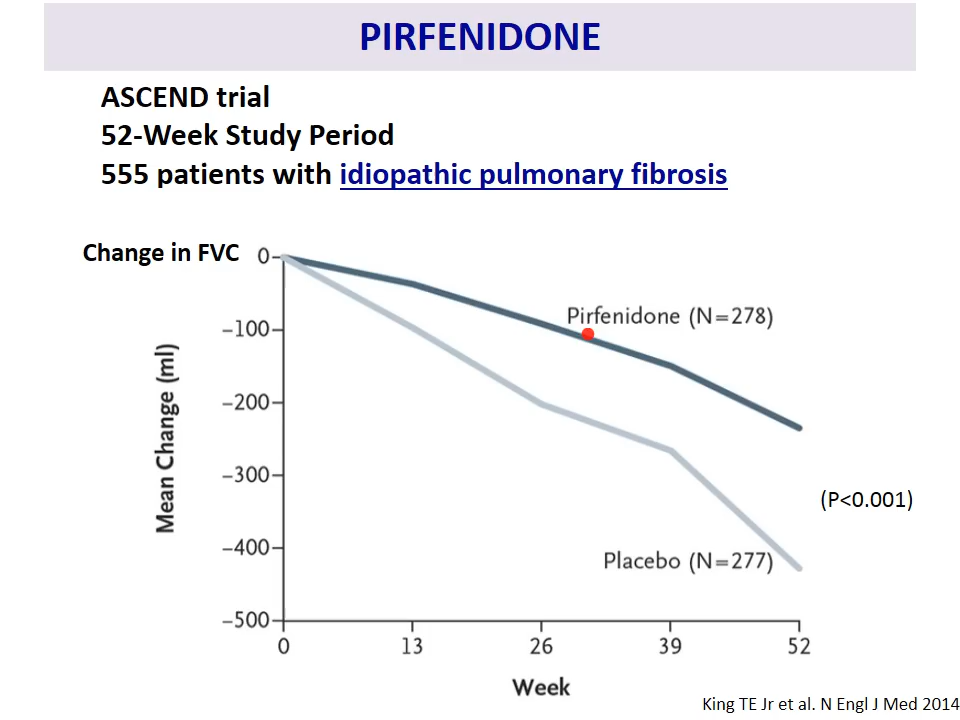 PIRFENIDONE
ASCEND trial
52-Week Study Period
555 patients with idiopathic pulmonary fibrosis
Change in FVC
0
Pirfenidone (N=278)
−100
−200
−300
−400
−500
Mean Change (ml)
(P<0.001)
Placebo (N=277)
0 13 26 39 52
Week
King TE Jr et al. N Engl J Med 2014